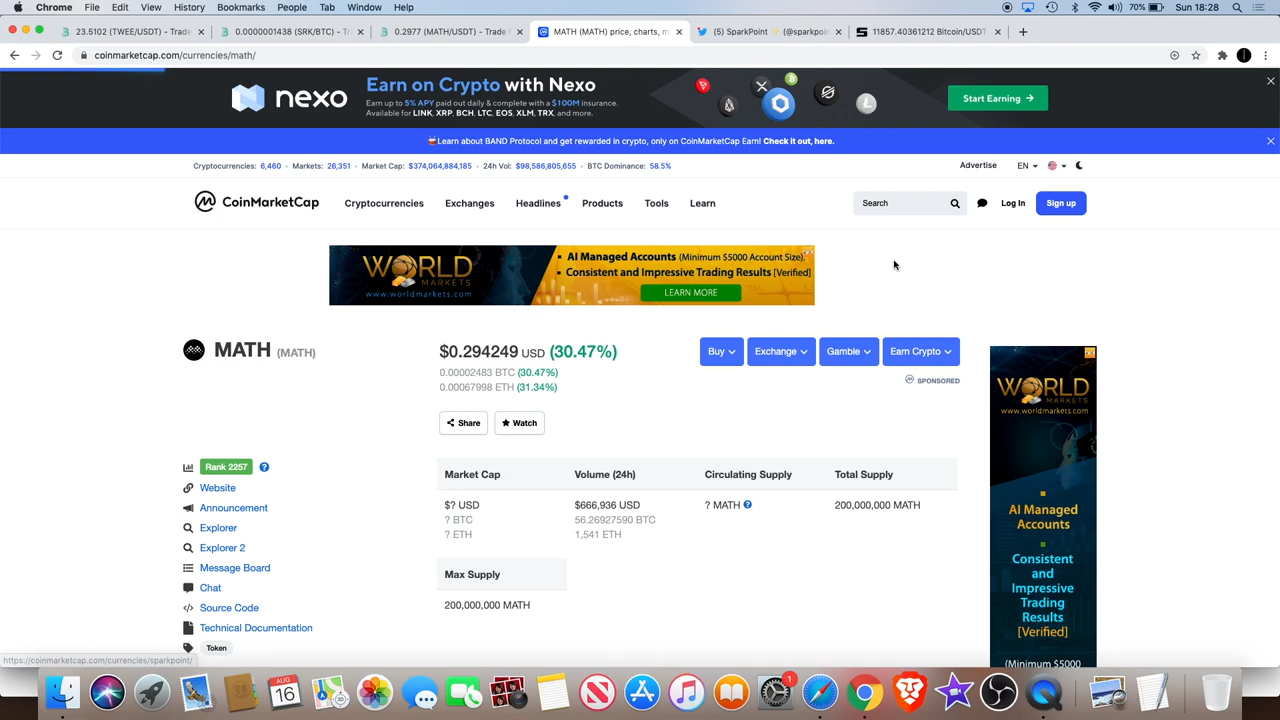 Chrome File Edit View History Bookmarks People Tab Window Help 70% Sun 18:28
23.5102 (TWEE/USDT) - Trade 0.0000001438 (SRK/BTC) - Tr 0.2977 (MATH/USDT) - Trade MATH (MATH) price, charts, m (5) SparkPoint (@sparkpoin 11857.40361212 Bitcoin/USDT
coinmarketcap.com/currencies/math/
nexo
Earn on Crypto with Nexo
Earn up to 5% APY paid out daily & complete with a $100M insurance.
Available for LINK, XRP, BCH, LTC, EOS, XLM, TRX, and more.
Start Earning →
Learn about BAND Protocol and get rewarded in crypto, only on CoinMarketCap Earn! Check it out, here.
Cryptocurrencies: 6,460 • Markets: 26,351 • Market Cap: $374,064,884,185 • 24h Vol: $98,586,805,655 • BTC Dominance: 58.5%
Advertise EN
CoinMarketCap Cryptocurrencies Exchanges Headlines Products Tools Learn Search Log In Sign up
WORLD MARKETS
www.worldmarkets.com
AI Managed Accounts (Minimum $5000 Account Size)
Consistent and Impressive Trading Results [Verified]
LEARN MORE
MATH (MATH)
$0.294249 USD (30.47%)
0.00002483 BTC (30.47%)
0.00067998 ETH (31.34%)
Buy Exchange Gamble Earn Crypto
SPONSORED
Share Watch
Rank 2257 ?
Website
Announcement
Explorer
Explorer 2
Message Board
Chat
Source Code
Technical Documentation
Token
Market Cap Volume (24h) Circulating Supply Total Supply
$? USD $666,936 USD ? MATH ? 200,000,000 MATH
? BTC 56.26927590 BTC
? ETH 1,541 ETH
Max Supply
200,000,000 MATH
WORLD
MARKETS
www.worldmarkets.com
AI Managed
Accounts
Consistent
and
Impressive
Trading
Results
[Verified]
(Minimum $5000
https://coinmarketcap.com/currencies/sparkpoint/
AUG
16
1